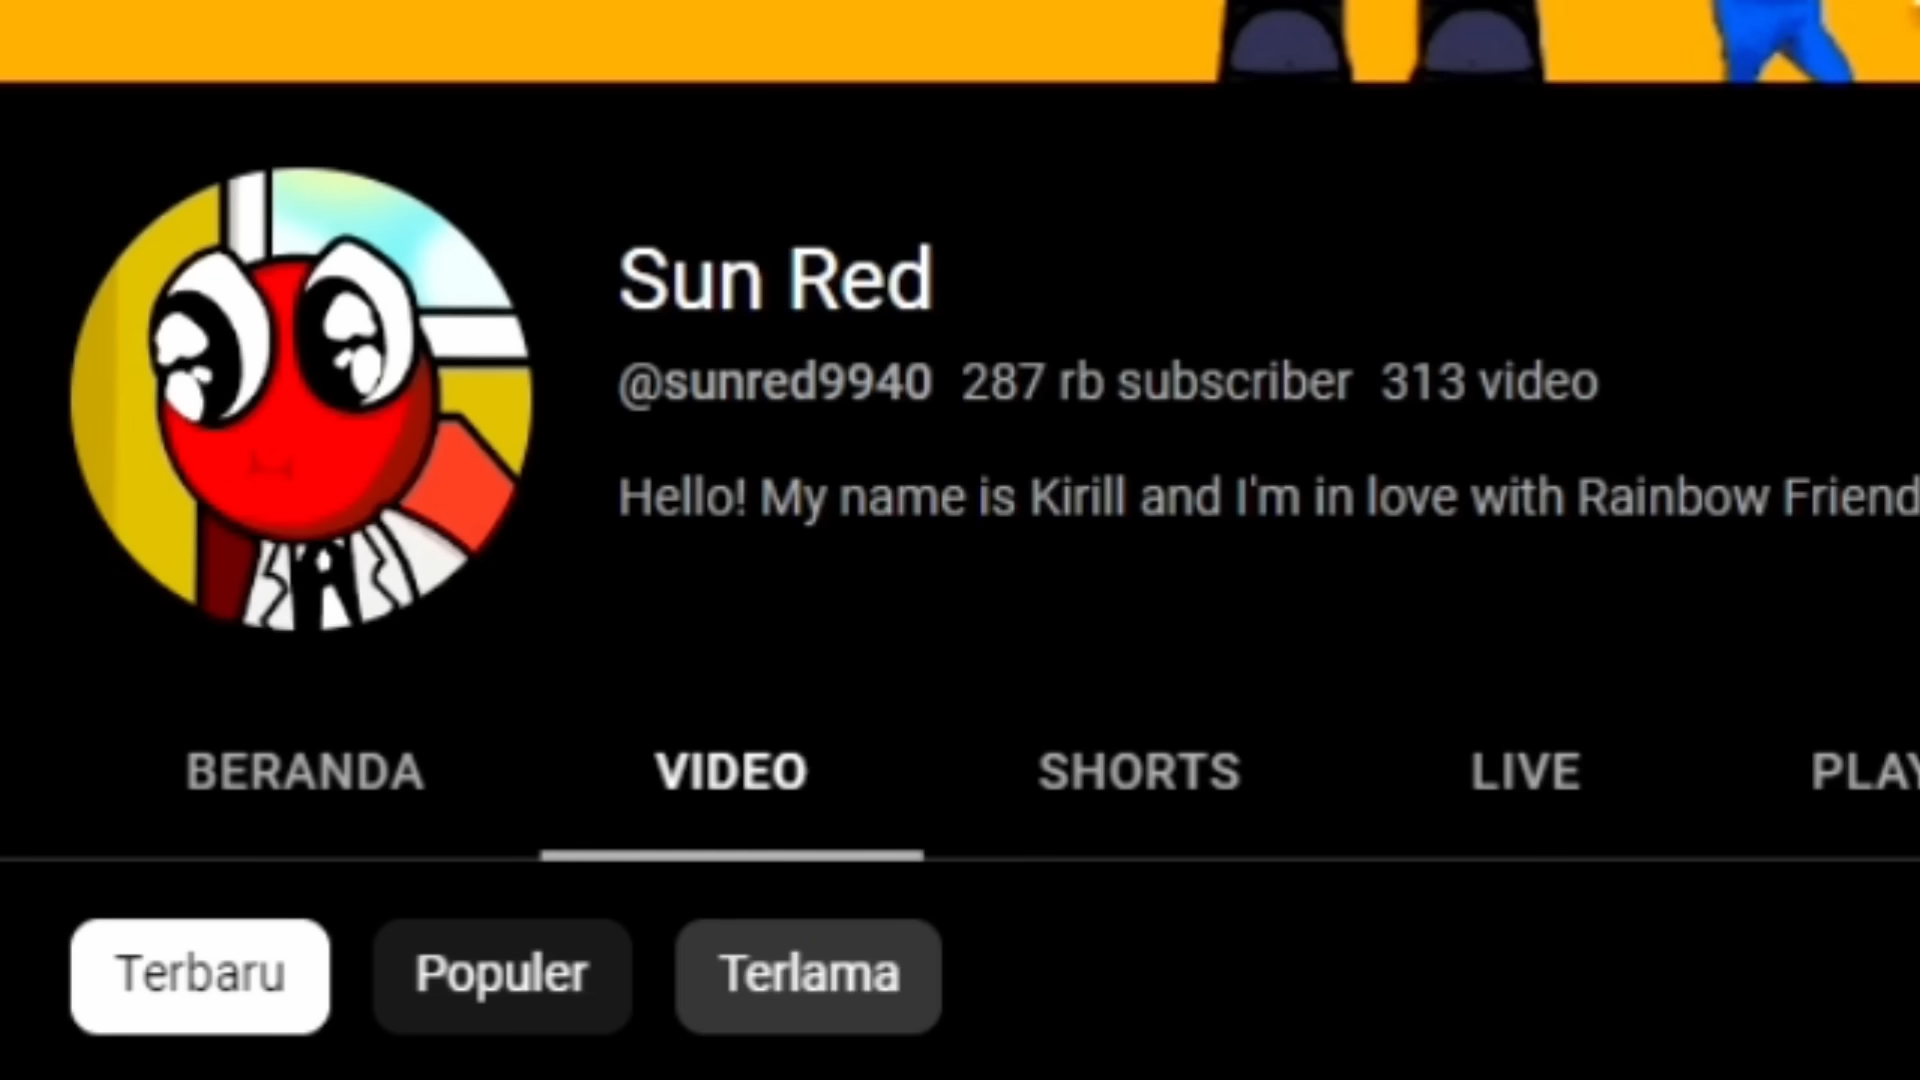 Sun Red
@sunred9940 287 rb subscriber 313 video
Hello! My name is Kirill and I'm in love with Rainbow Friend
BERANDA VIDEO SHORTS LIVE PLAY
Terbaru Populer Terlama